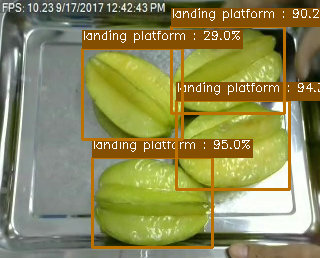 FPS: 10.23 9/17/2017 12:42:43 PM
landing platform : 90.2
landing platform : 29.0%
landing platform : 94.
landing platform : 95.0%